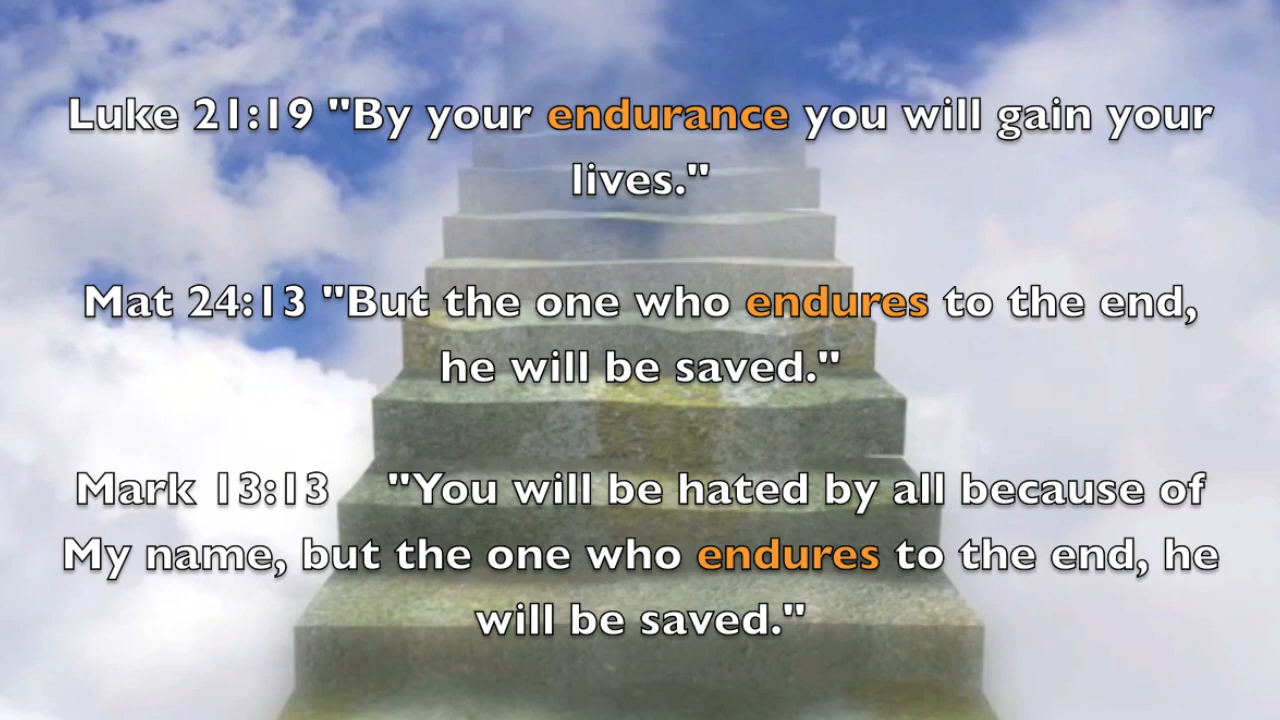 Luke 21:19 "By your endurance you will gain your
lives."
Mat 24:13 "But the one who endures to the end,
he will be saved."
Mark 13:13 "You will be hated by all because of
My name, but the one who endures to the end, he
will be saved."